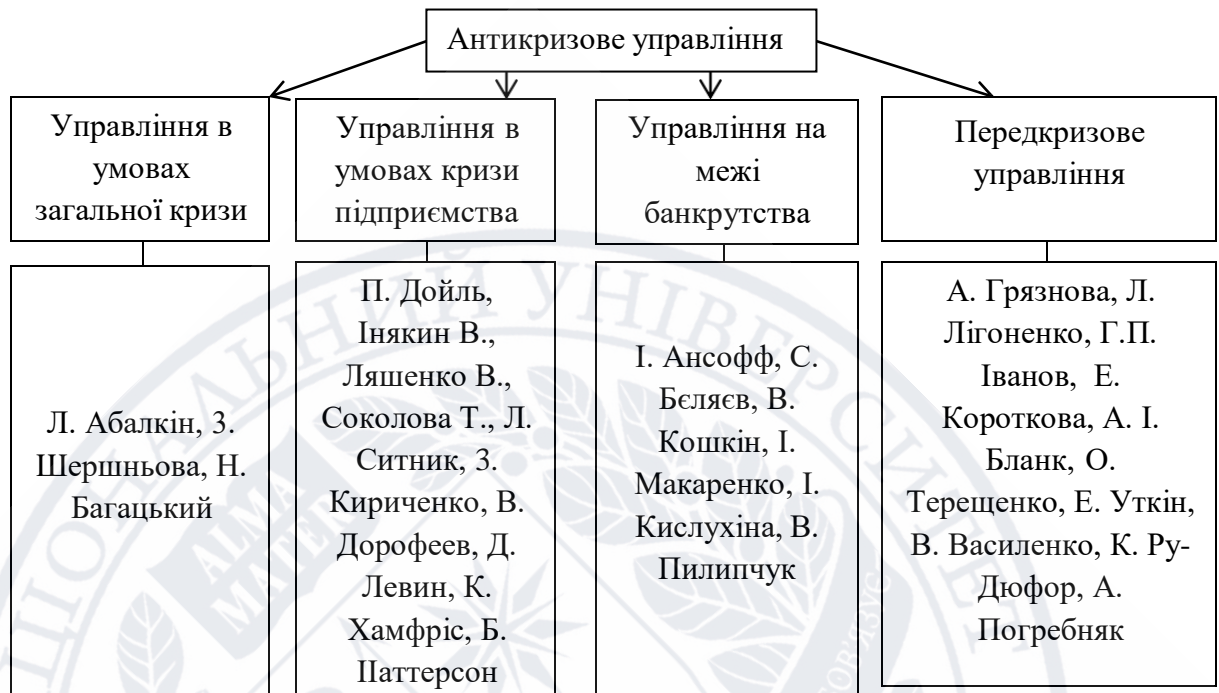 Антикризове управління
Управління в
умовах
загальної кризи
Управління в
умовах кризи
підприємства
Управління на
межі
банкрутства
Передкризове
управління
Л. Абалкін, З.
Шершньова, Н.
Багацький
П. Дойль,
Інякин В.,
Ляшенко В.,
Соколова Т., Л.
Ситник, З.
Кириченко, В.
Дорофеев, Д.
Левин, К.
Хамфріс, Б.
Паттерсон
І. Ансофф, С.
Бєляєв, В.
Кошкін, І.
Макаренко, І.
Кислухіна, В.
Пилипчук
А. Грязнова, Л.
Лігоненко, Г.П.
Іванов, Е.
Короткова, А. І.
Бланк, О.
Терещенко, Е. Уткін,
В. Василенко, К. Ру-
Дюфор, А.
Погребняк
АЛМА
МАТЕР